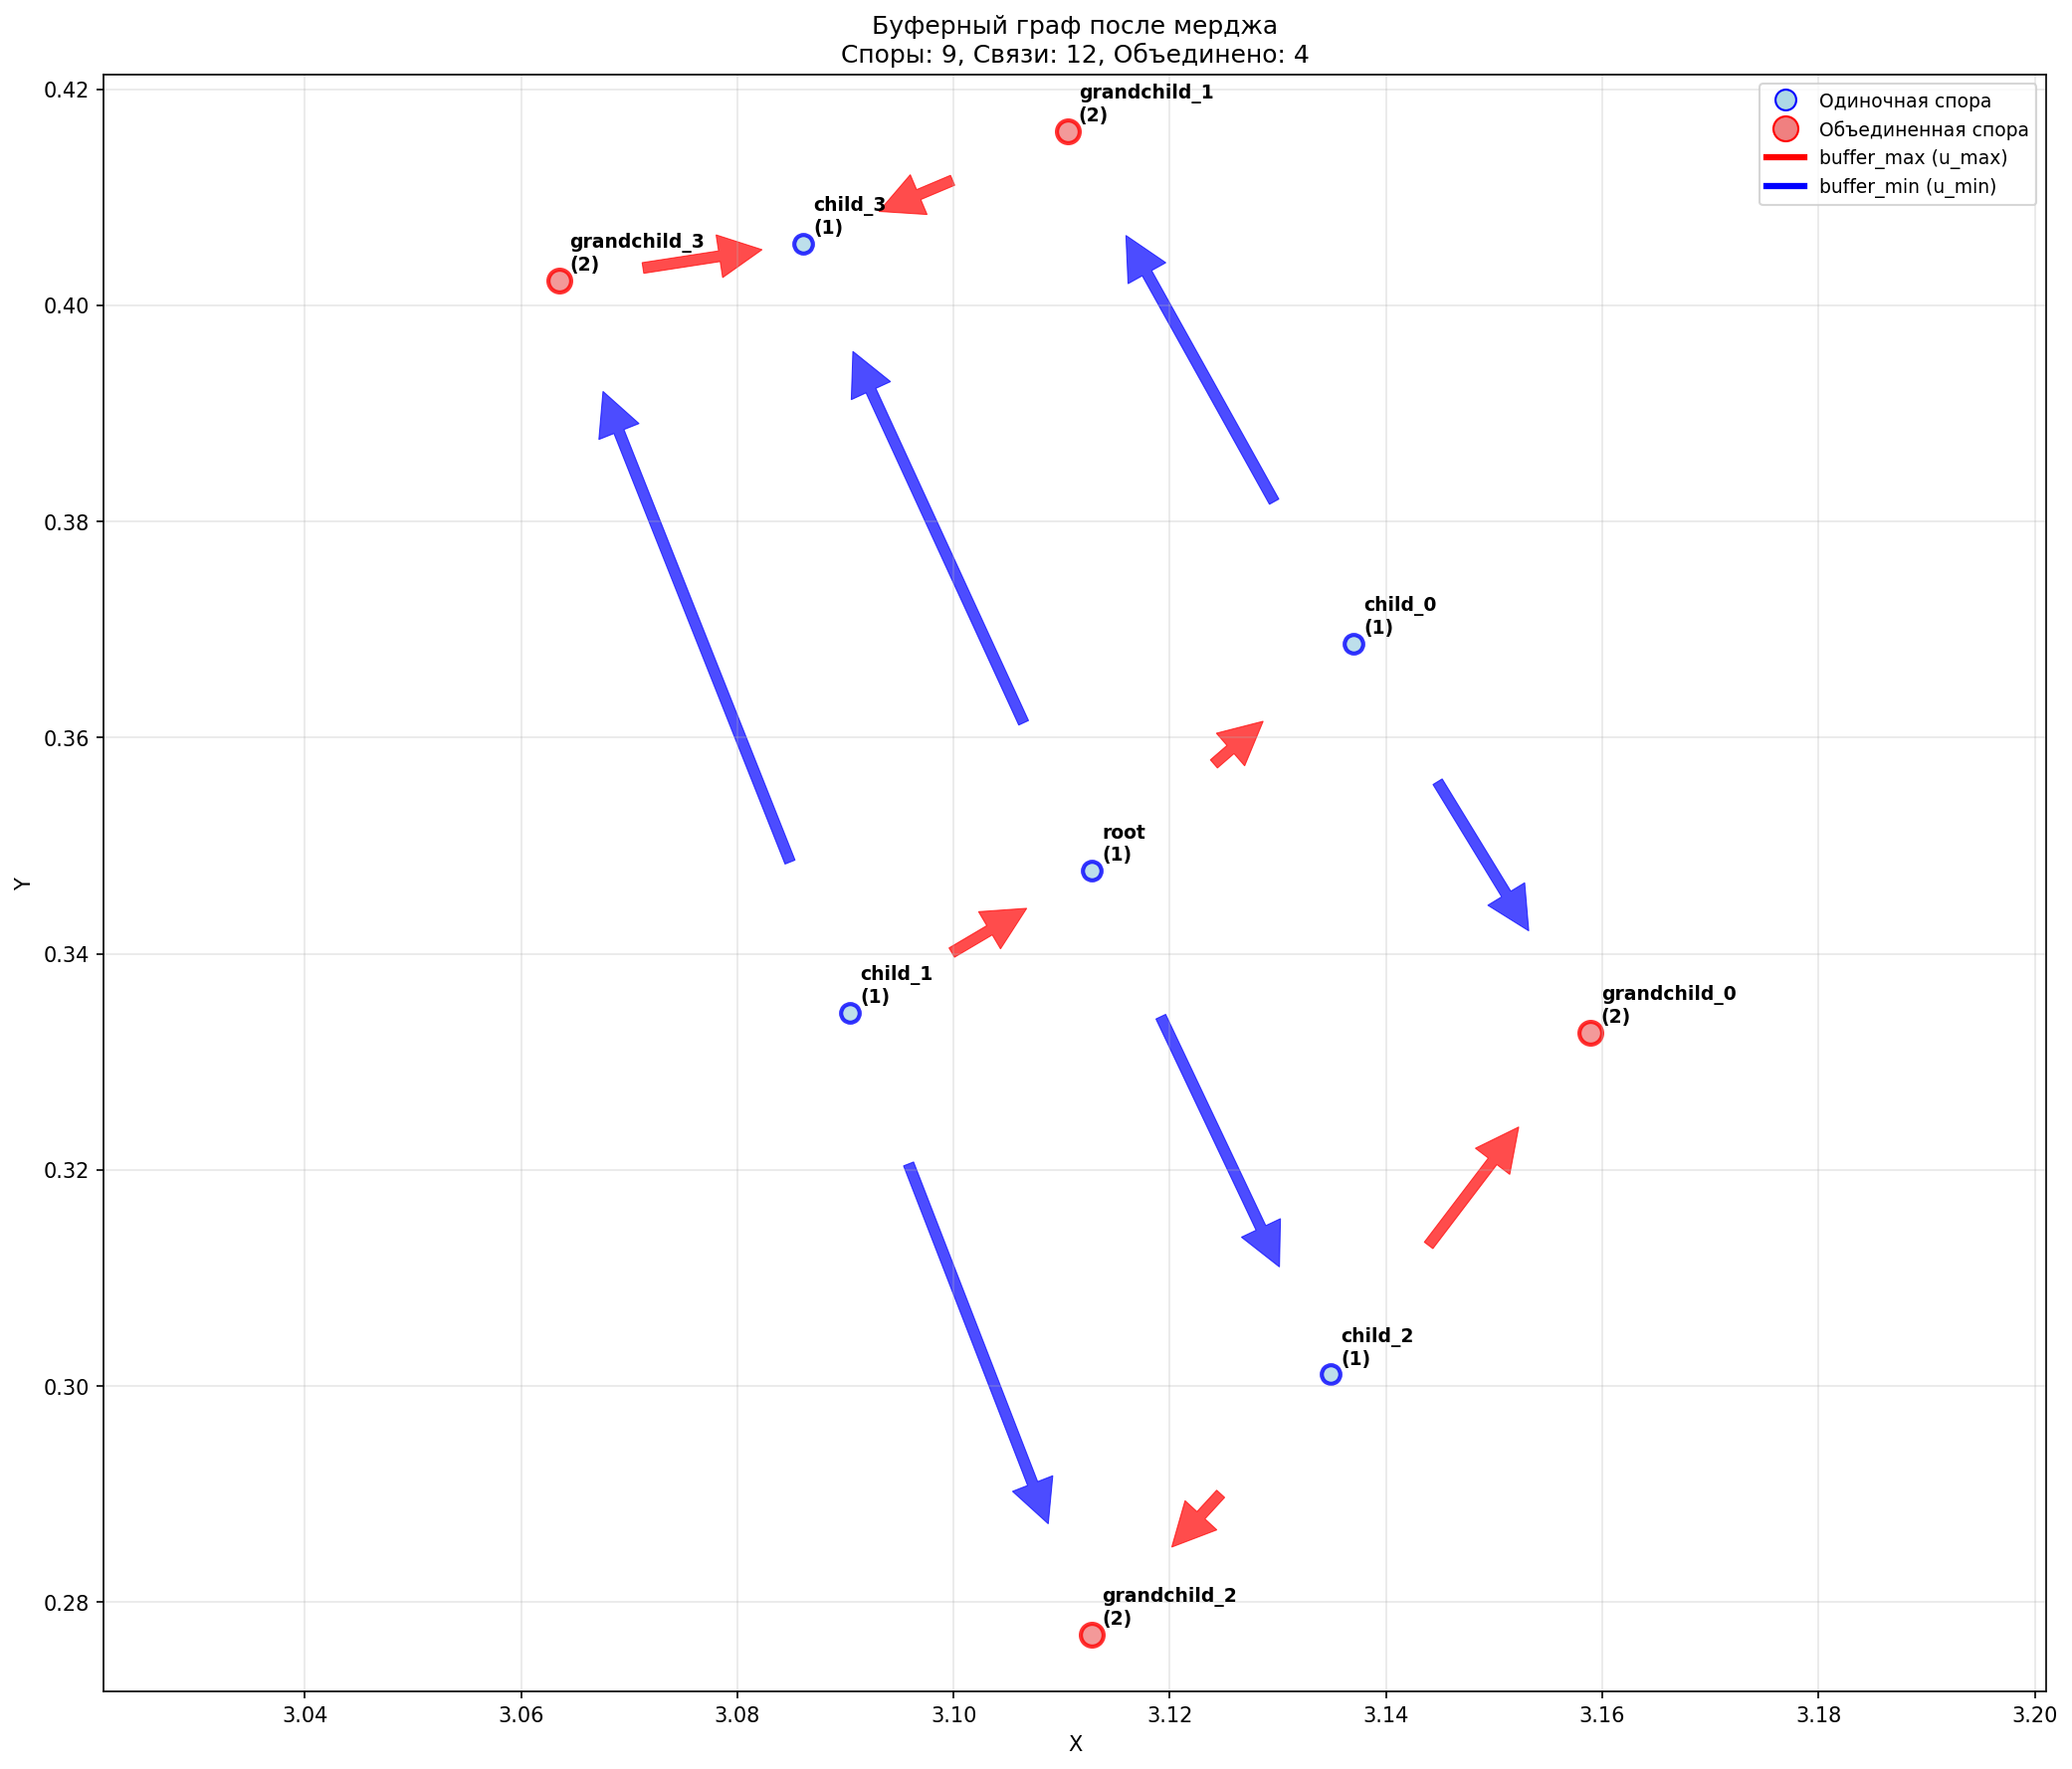 Буферный граф после мерджа
Споры: 9, Связи: 12, Объединено: 4
Одиночная спора
Объединенная спора
buffer_max (u_max)
buffer_min (u_min)
grandchild_1
(2)
child_3
(1)
grandchild_3
(2)
child_0
(1)
root
(1)
child_1
(1)
grandchild_0
(2)
child_2
(1)
grandchild_2
(2)
0.42
0.40
0.38
0.36
0.34
0.32
0.30
0.28
Y
3.04 3.06 3.08 3.10 3.12 3.14 3.16 3.18 3.20
X